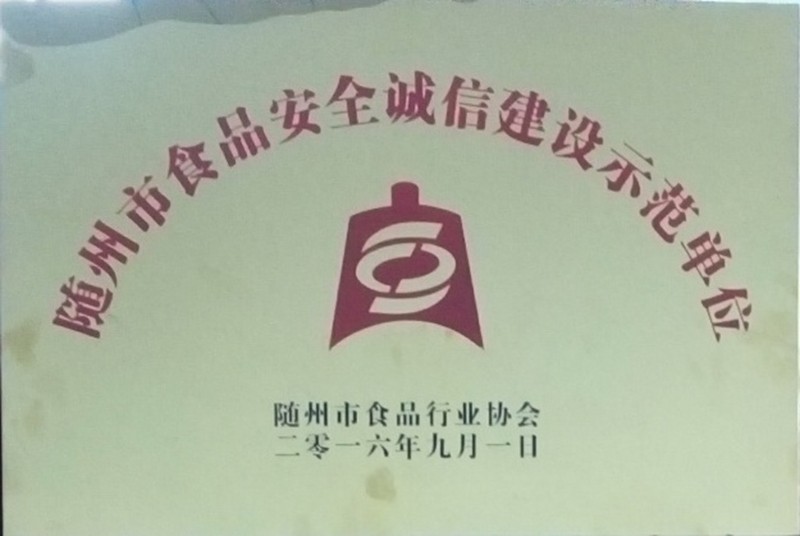 随州市食品安全诚信建设示范单位
随州市食品行业协会
二零一六年九月一日